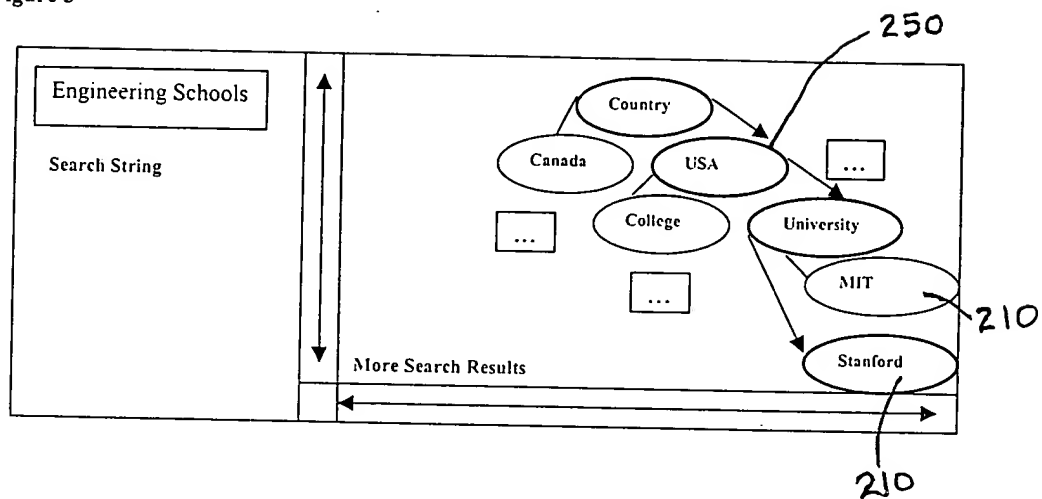 250
Engineering Schools
Search String
Country
Canada
USA
...
College
University
...
...
MIT
210
Stanford
More Search Results
210